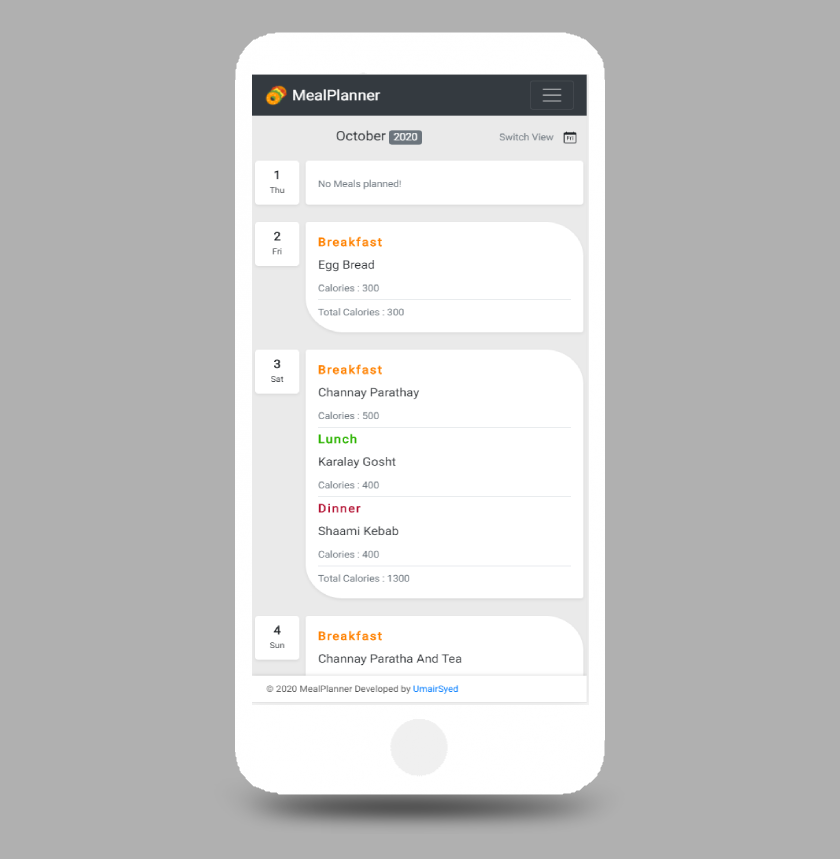 MealPlanner
October 2020
Switch View
1
Thu
No Meals planned!
2
Fri
Breakfast
Egg Bread
Calories : 300
Total Calories : 300
3
Sat
Breakfast
Channay Parathay
Calories : 500
Lunch
Karalay Gosht
Calories : 400
Dinner
Shaami Kebab
Calories : 400
Total Calories : 1300
4
Sun
Breakfast
Channay Paratha And Tea
© 2020 MealPlanner Developed by UmairSyed